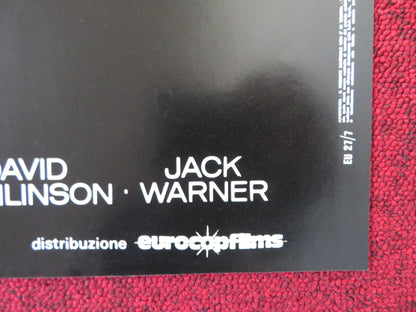 DAVID
JACK
MLINSON · WARNER
distribuzione eurocopfilms
EU 27/7